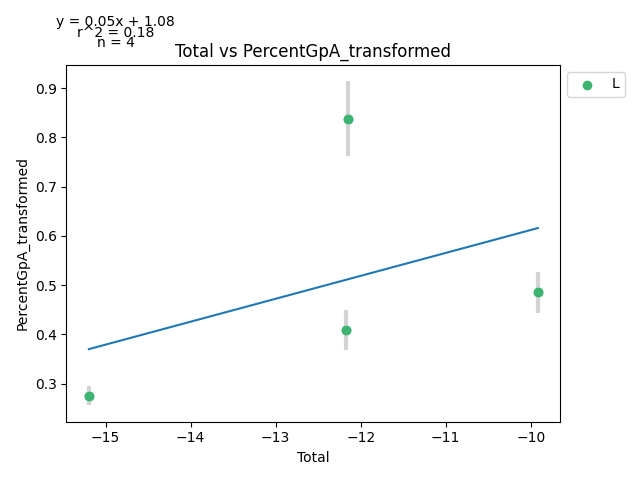 y = 0.05x + 1.08
r^2 = 0.18
n = 4
Total vs PercentGpA_transformed
L
PercentGpA_transformed
0.9
0.8
0.7
0.6
0.5
0.4
0.3
−15
−14
−13
−12
−11
−10
Total